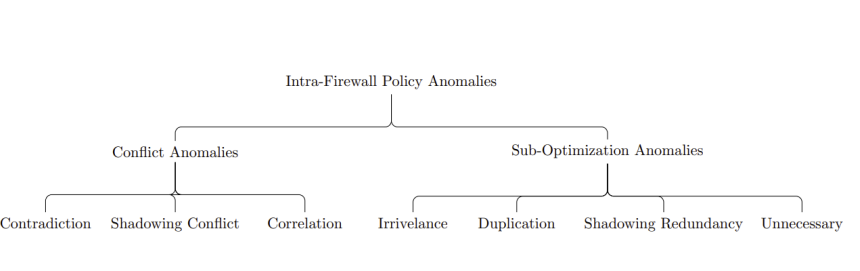 Intra-Firewall Policy Anomalies
Conflict Anomalies
Sub-Optimization Anomalies
Contradiction
Shadowing Conflict
Correlation
Irrivelance
Duplication
Shadowing Redundancy
Unnecessary